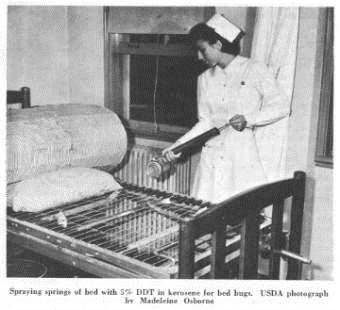 Spraying springs of bed with 5% DDT in kerosene for bed bugs. USDA photograph
by Madeleine Osborne